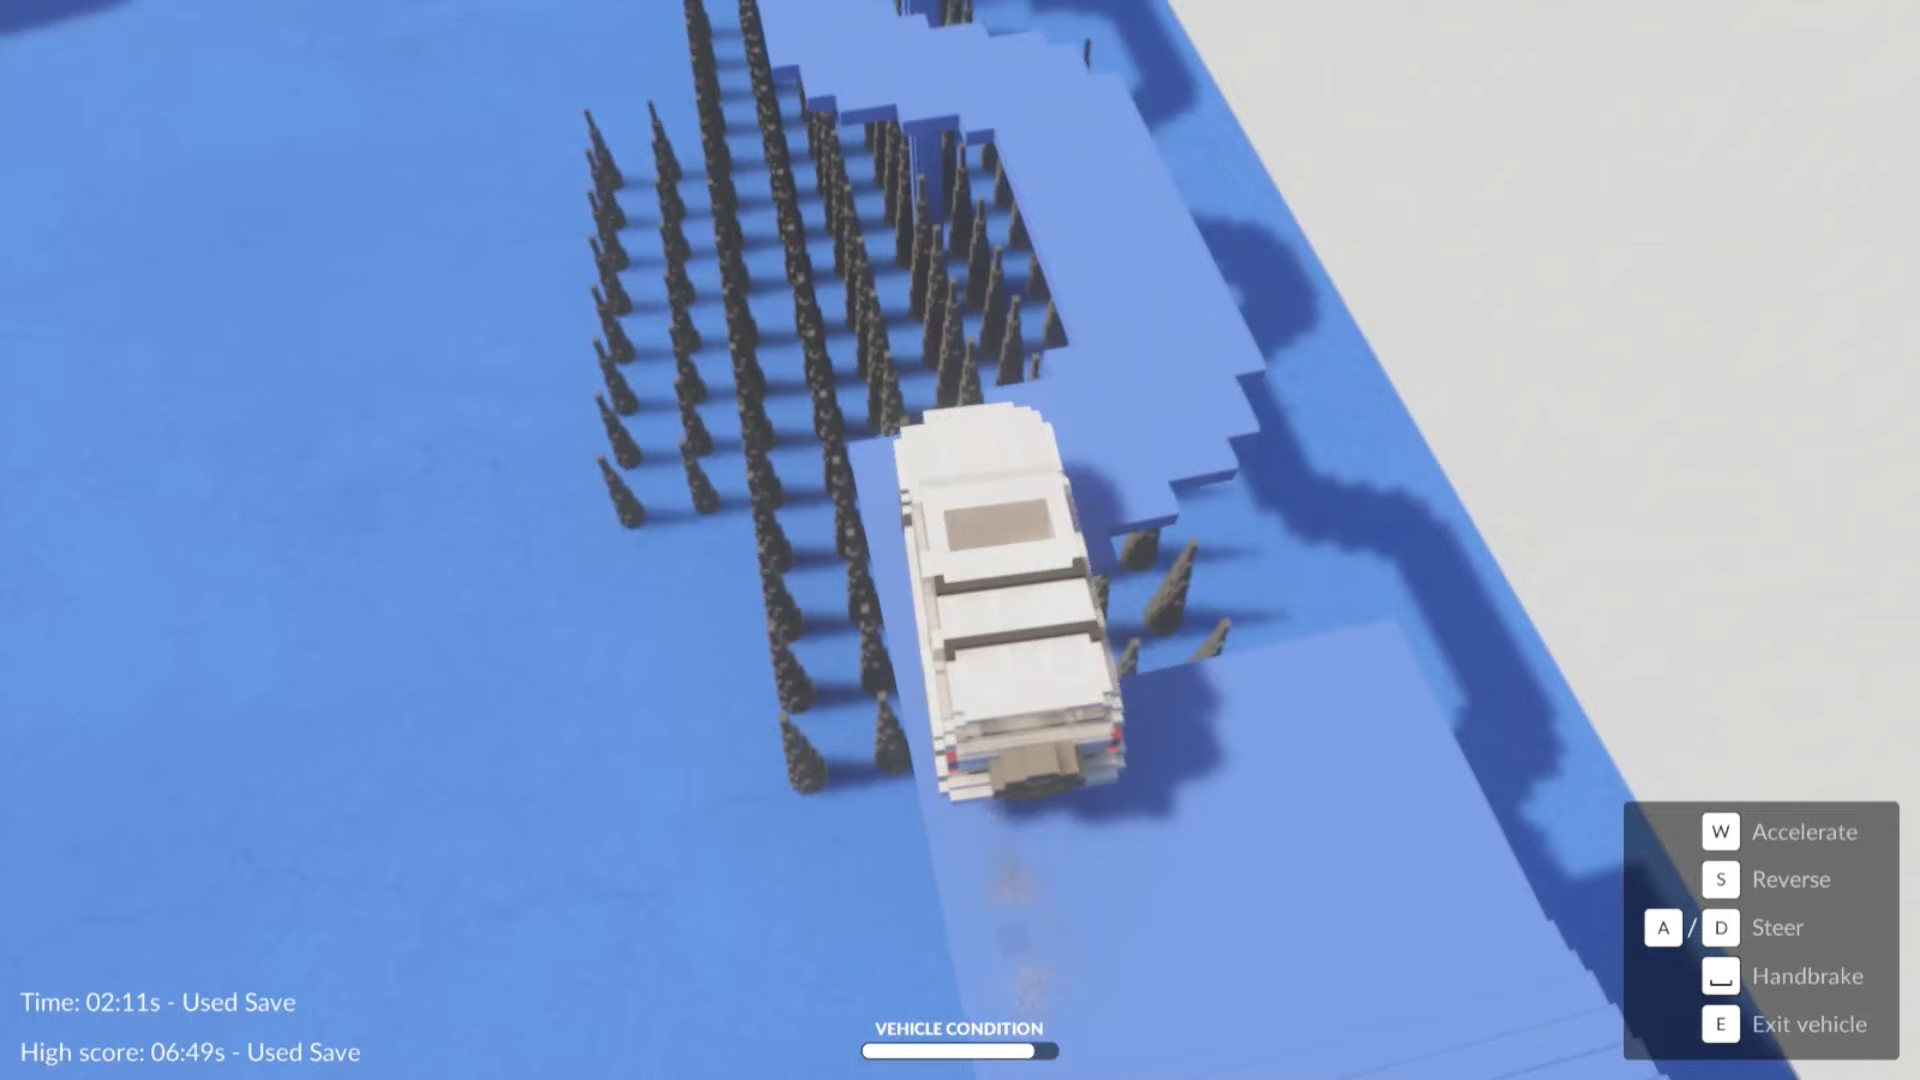 W Accelerate
S Reverse
A / D Steer
Handbrake
E Exit vehicle
Time: 02:11s - Used Save
High score: 06:49s - Used Save
VEHICLE CONDITION